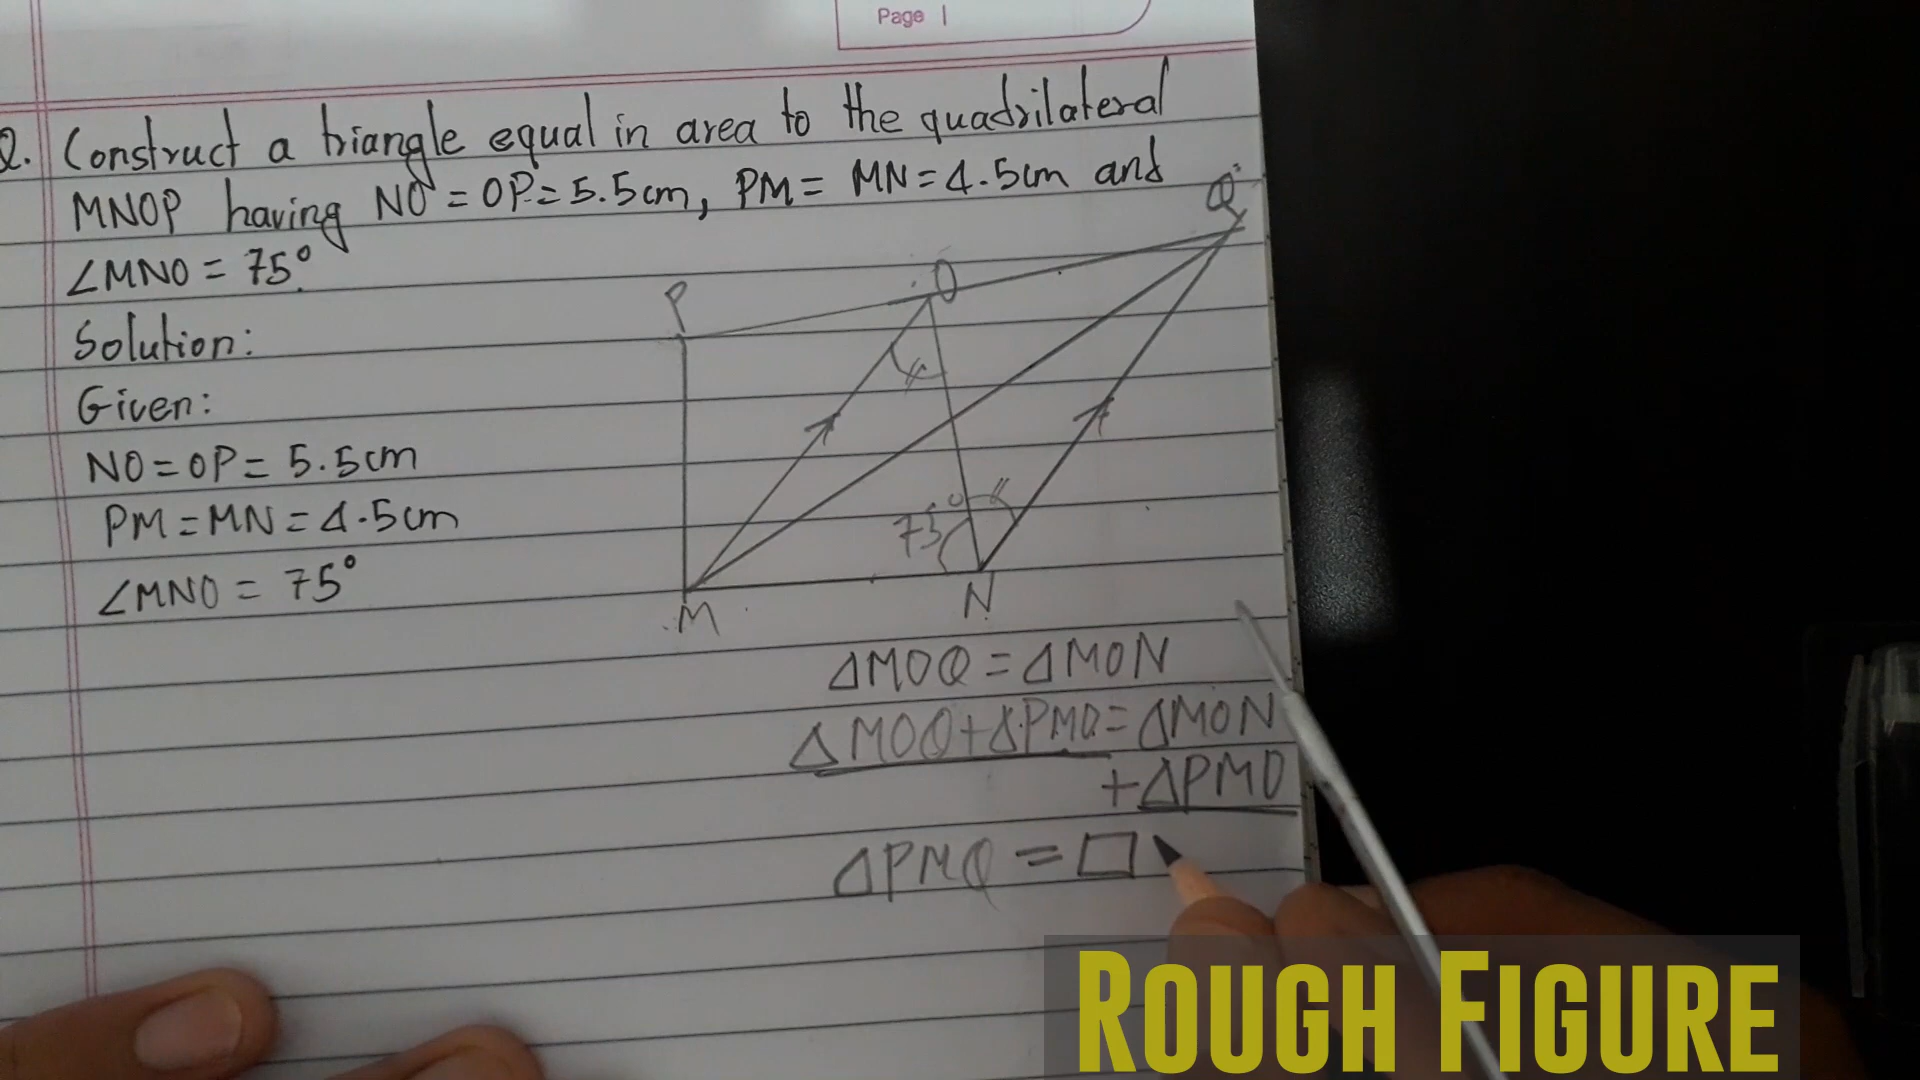 Page 1
Q. Construct a triangle equal in area to the quadrilateral
MNOP having NO = OP = 5.5cm, PM = MN = 4.5cm and
∠MNO = 75°.
Solution:
Given:
NO = OP = 5.5cm
PM = MN = 4.5cm
∠MNO = 75°
P
O
Q
75°
M
N
ΔMOQ = ΔMON
ΔMOQ + ΔPMO = ΔMON
+ ΔPMO
ΔPMQ = □
ROUGH FIGURE